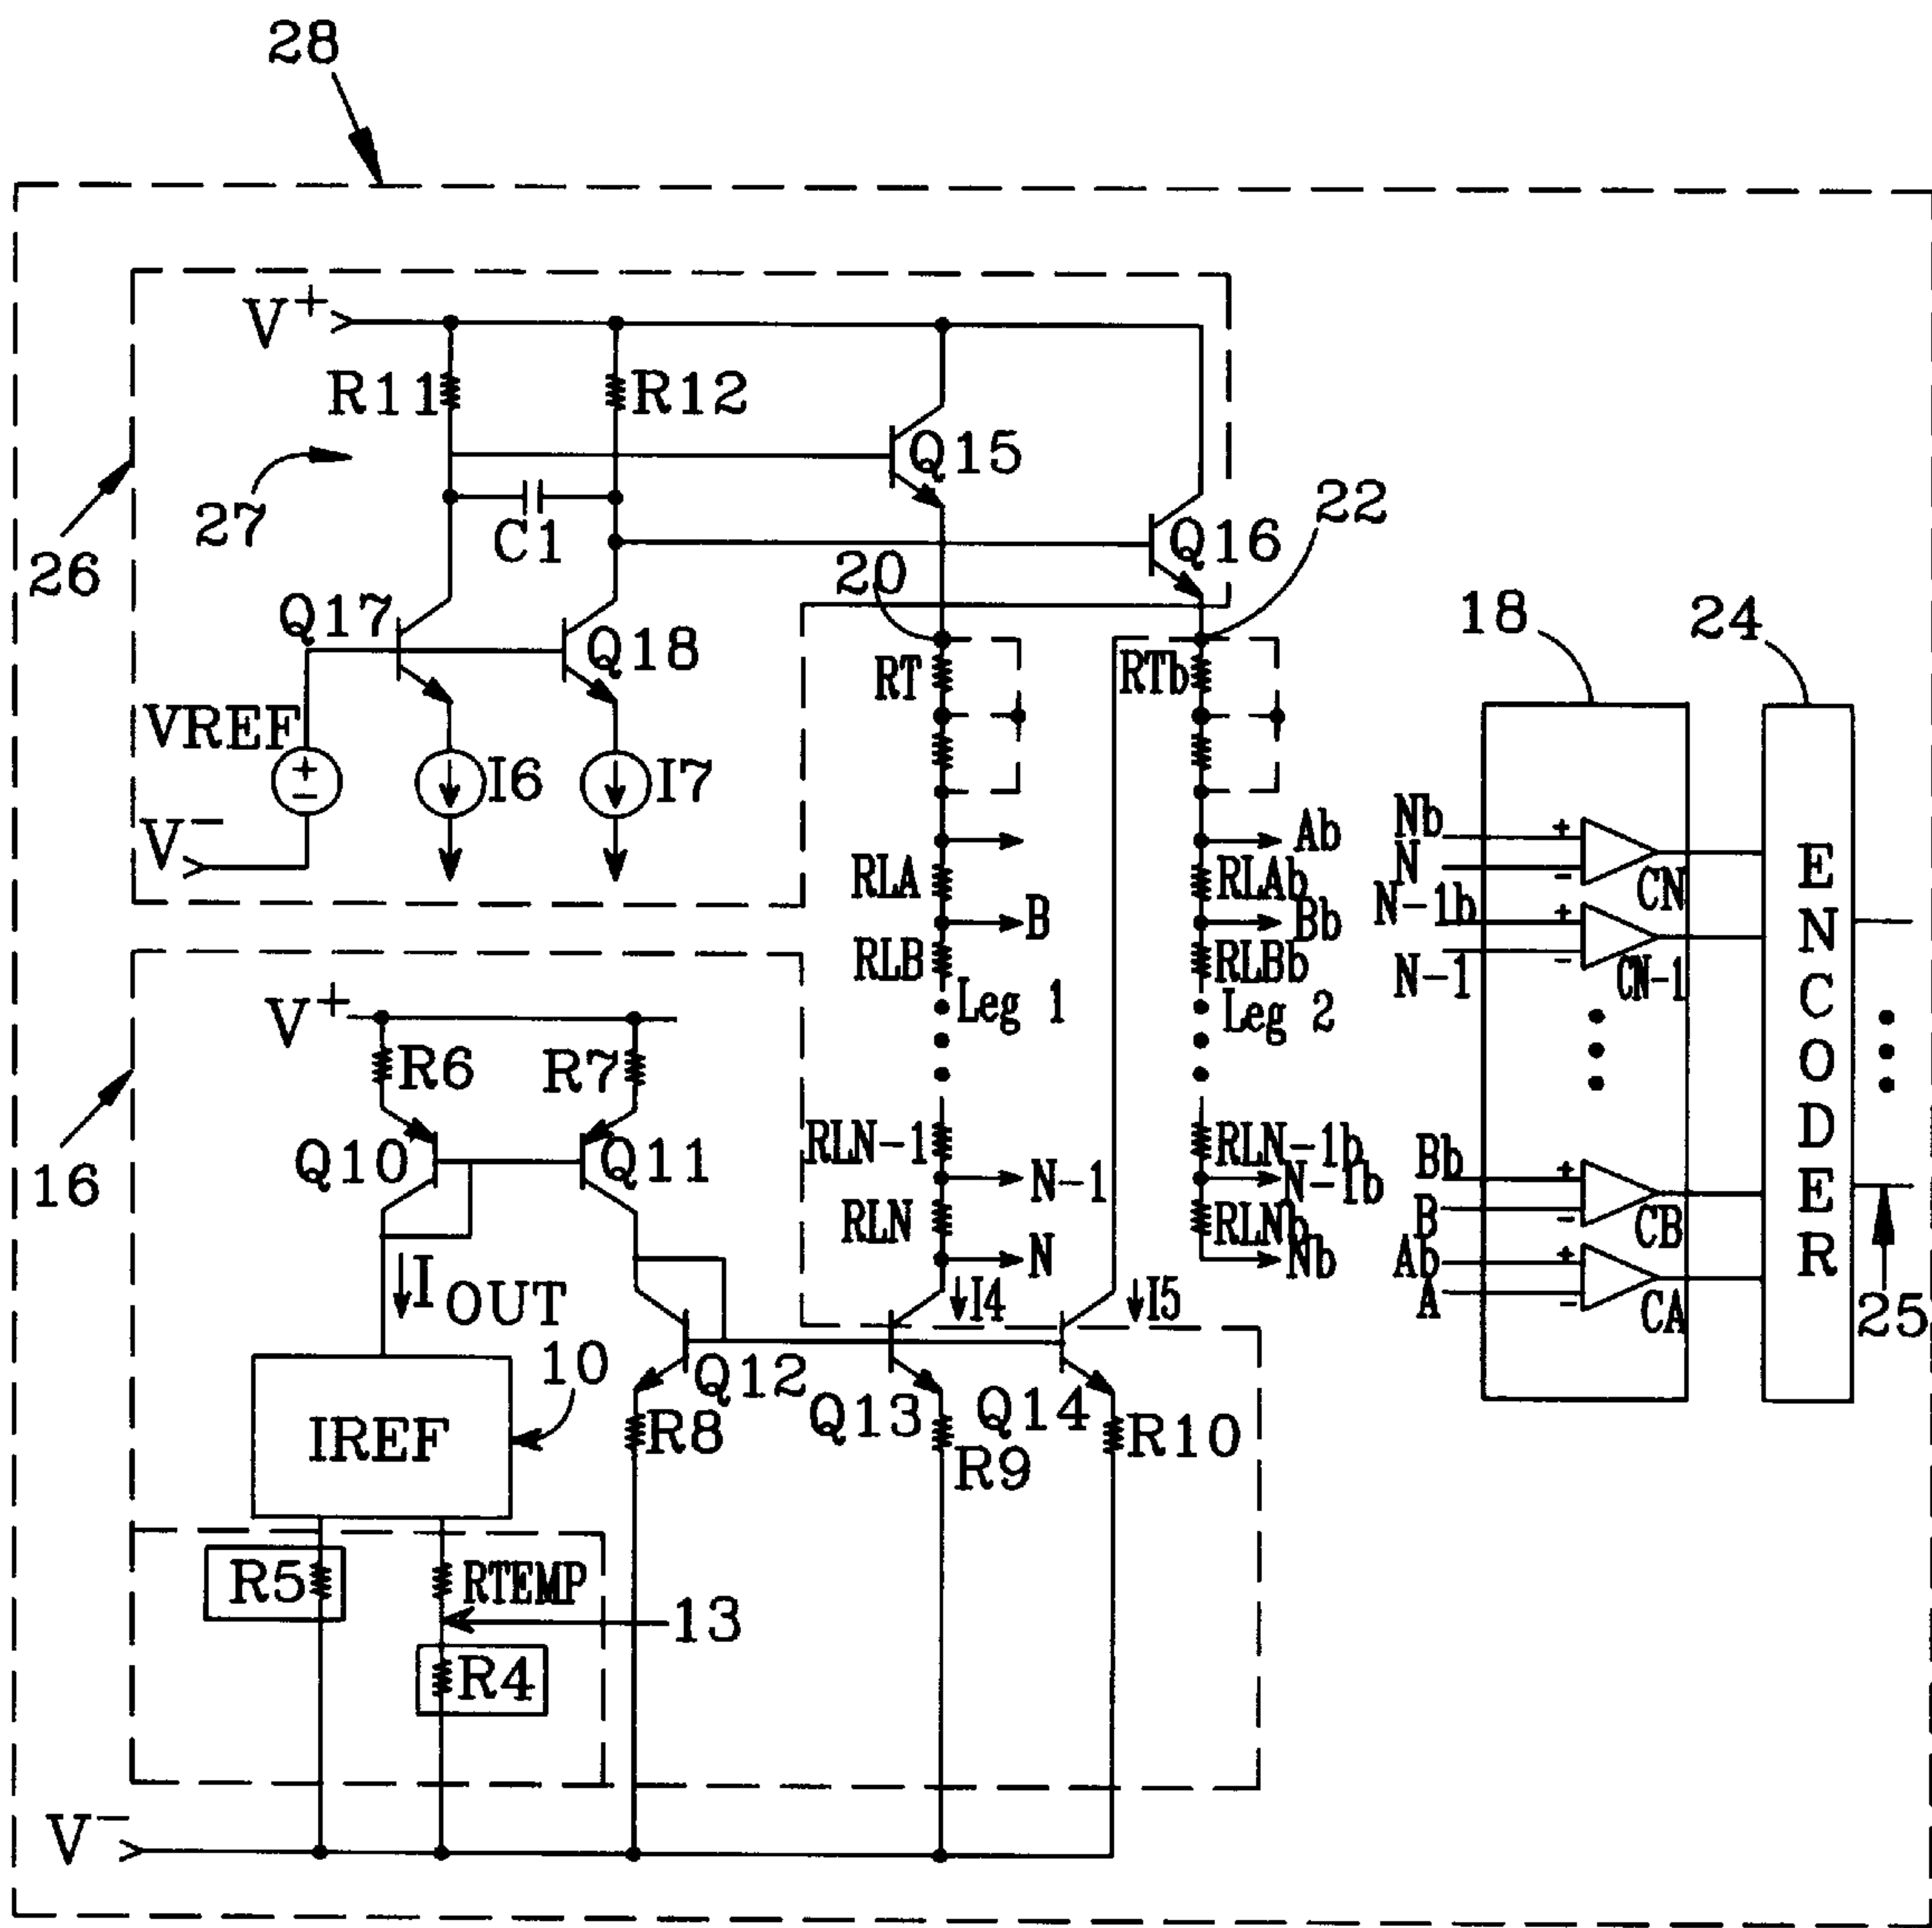 28
V+
R11
R12
Q15
27
C1
Q16
22
26
20
Q17
Q18
18
24
RT
RTb
VREF
I6
I7
V-
Ab
Nb
N
CN
RLA
RLAb
N-1b
B
Bb
RLB
RLBb
N-1
CN-1
Leg 1
Leg 2
V+
R6
R7
ENCODER
Q10
Q11
RLN-1
RLN-1b
N-1
N-1b
Bb
B
CB
16
RLN
RLNb
N
Nb
Ab
A
CA
I OUT
I4
I5
25
10
Q12
Q13
Q14
IREF
R8
R9
R10
R5
RTEMP
13
R4
V-